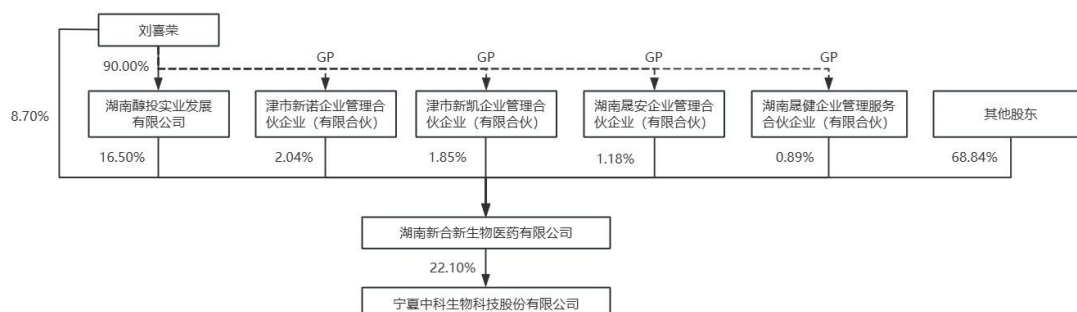 刘喜荣
90.00%
GP
GP
GP
GP
8.70%
湖南醇投实业发展
有限公司
津市新诺企业管理合
伙企业（有限合伙）
津市新凯企业管理合
伙企业（有限合伙）
湖南晟安企业管理合
伙企业（有限合伙）
湖南晟健企业管理服务
合伙企业（有限合伙）
其他股东
16.50%
2.04%
1.85%
1.18%
0.89%
68.84%
湖南新合新生物医药有限公司
22.10%
宁夏中科生物科技股份有限公司